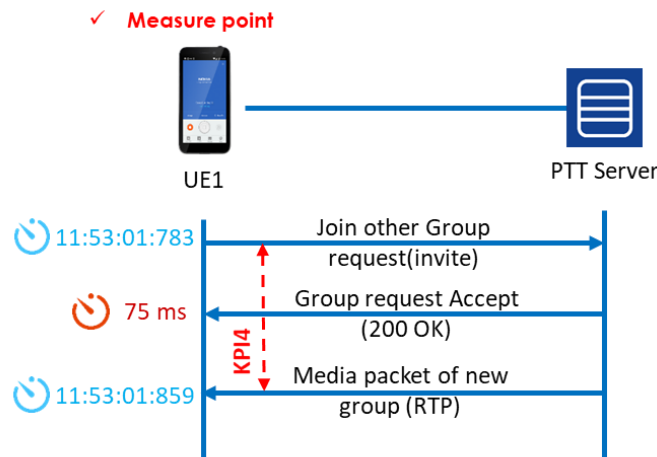 ✓ Measure point
UE1
PTT Server
11:53:01:783
Join other Group
request(invite)
75 ms
Group request Accept
(200 OK)
KPI4
11:53:01:859
Media packet of new
group (RTP)